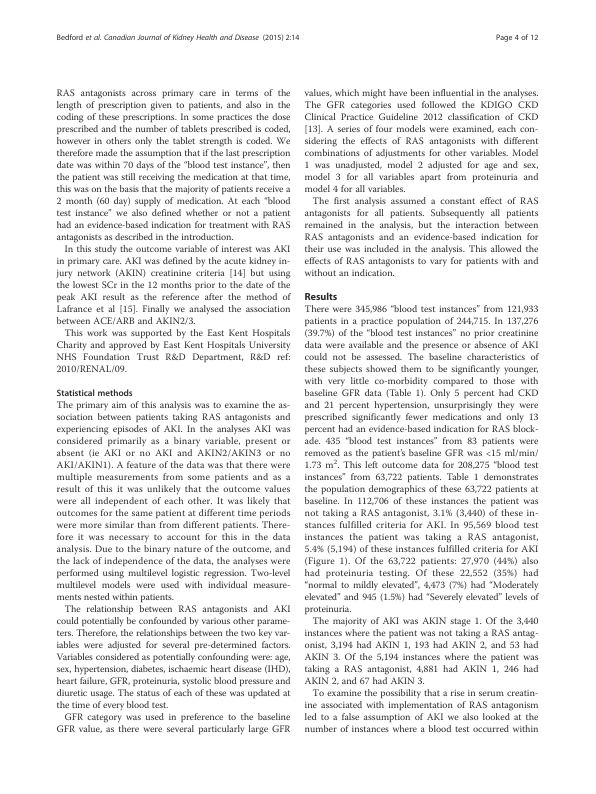 Bedford et al. Canadian Journal of Kidney Health and Disease (2015) 2:14
Page 4 of 12
RAS antagonists across primary care in terms of the
length of prescription given to patients, and also in the
coding of these prescriptions. In some practices the dose
prescribed and the number of tablets prescribed is coded,
however in others only the tablet strength is coded. We
therefore made the assumption that if the last prescription
date was within 70 days of the "blood test instance", then
the patient was still receiving the medication at that time,
this was on the basis that the majority of patients receive a
2 month (60 day) supply of medication. At each "blood
test instance" we also defined whether or not a patient
had an evidence-based indication for treatment with RAS
antagonists as described in the introduction.
In this study the outcome variable of interest was AKI
in primary care. AKI was defined by the acute kidney in-
jury network (AKIN) creatinine criteria [14] but using
the lowest SCr in the 12 months prior to the date of the
peak AKI result as the reference after the method of
Lafrance et al [15]. Finally we analysed the association
between ACE/ARB and AKIN2/3.
This work was supported by the East Kent Hospitals
Charity and approved by East Kent Hospitals University
NHS Foundation Trust R&D Department, R&D ref:
2010/RENAL/09.
Statistical methods
The primary aim of this analysis was to examine the as-
sociation between patients taking RAS antagonists and
experiencing episodes of AKI. In the analyses AKI was
considered primarily as a binary variable, present or
absent (ie AKI or no AKI and AKIN2/AKIN3 or no
AKI/AKIN1). A feature of the data was that there were
multiple measurements from some patients and as a
result of this it was unlikely that the outcome values
were all independent of each other. It was likely that
outcomes for the same patient at different time periods
were more similar than from different patients. There-
fore it was necessary to account for this in the data
analysis. Due to the binary nature of the outcome, and
the lack of independence of the data, the analyses were
performed using multilevel logistic regression. Two-level
multilevel models were used with individual measure-
ments nested within patients.
The relationship between RAS antagonists and AKI
could potentially be confounded by various other parame-
ters. Therefore, the relationships between the two key var-
iables were adjusted for several pre-determined factors.
Variables considered as potentially confounding were: age,
sex, hypertension, diabetes, ischaemic heart disease (IHD),
heart failure, GFR, proteinuria, systolic blood pressure and
diuretic usage. The status of each of these was updated at
the time of every blood test.
GFR category was used in preference to the baseline
GFR value, as there were several particularly large GFR
values, which might have been influential in the analyses.
The GFR categories used followed the KDIGO CKD
Clinical Practice Guideline 2012 classification of CKD
[13]. A series of four models were examined, each con-
sidering the effects of RAS antagonists with different
combinations of adjustments for other variables. Model
1 was unadjusted, model 2 adjusted for age and sex,
model 3 for all variables apart from proteinuria and
model 4 for all variables.
The first analysis assumed a constant effect of RAS
antagonists for all patients. Subsequently all patients
remained in the analysis, but the interaction between
RAS antagonists and an evidence-based indication for
their use was included in the analysis. This allowed the
effects of RAS antagonists to vary for patients with and
without an indication.
Results
There were 345,986 "blood test instances" from 121,933
patients in a practice population of 244,715. In 137,276
(39.7%) of the "blood test instances" no prior creatinine
data were available and the presence or absence of AKI
could not be assessed. The baseline characteristics of
these subjects showed them to be significantly younger,
with very little co-morbidity compared to those with
baseline GFR data (Table 1). Only 5 percent had CKD
and 21 percent hypertension, unsurprisingly they were
prescribed significantly fewer medications and only 13
percent had an evidence-based indication for RAS block-
ade. 435 "blood test instances" from 83 patients were
removed as the patient's baseline GFR was <15 ml/min/
1.73 m². This left outcome data for 208,275 "blood test
instances" from 63,722 patients. Table 1 demonstrates
the population demographics of these 63,722 patients at
baseline. In 112,706 of these instances the patient was
not taking a RAS antagonist, 3.1% (3,440) of these in-
stances fulfilled criteria for AKI. In 95,569 blood test
instances the patient was taking a RAS antagonist,
5.4% (5,194) of these instances fulfilled criteria for AKI
(Figure 1). Of the 63,722 patients: 27,970 (44%) also
had proteinuria testing. Of these 22,552 (35%) had
"normal to mildly elevated", 4,473 (7%) had "Moderately
elevated" and 945 (1.5%) had "Severely elevated" levels of
proteinuria.
The majority of AKI was AKIN stage 1. Of the 3,440
instances where the patient was not taking a RAS antag-
onist, 3,194 had AKIN 1, 193 had AKIN 2, and 53 had
AKIN 3. Of the 5,194 instances where the patient was
taking a RAS antagonist, 4,881 had AKIN 1, 246 had
AKIN 2, and 67 had AKIN 3.
To examine the possibility that a rise in serum creatin-
ine associated with implementation of RAS antagonism
led to a false assumption of AKI we also looked at the
number of instances where a blood test occurred within